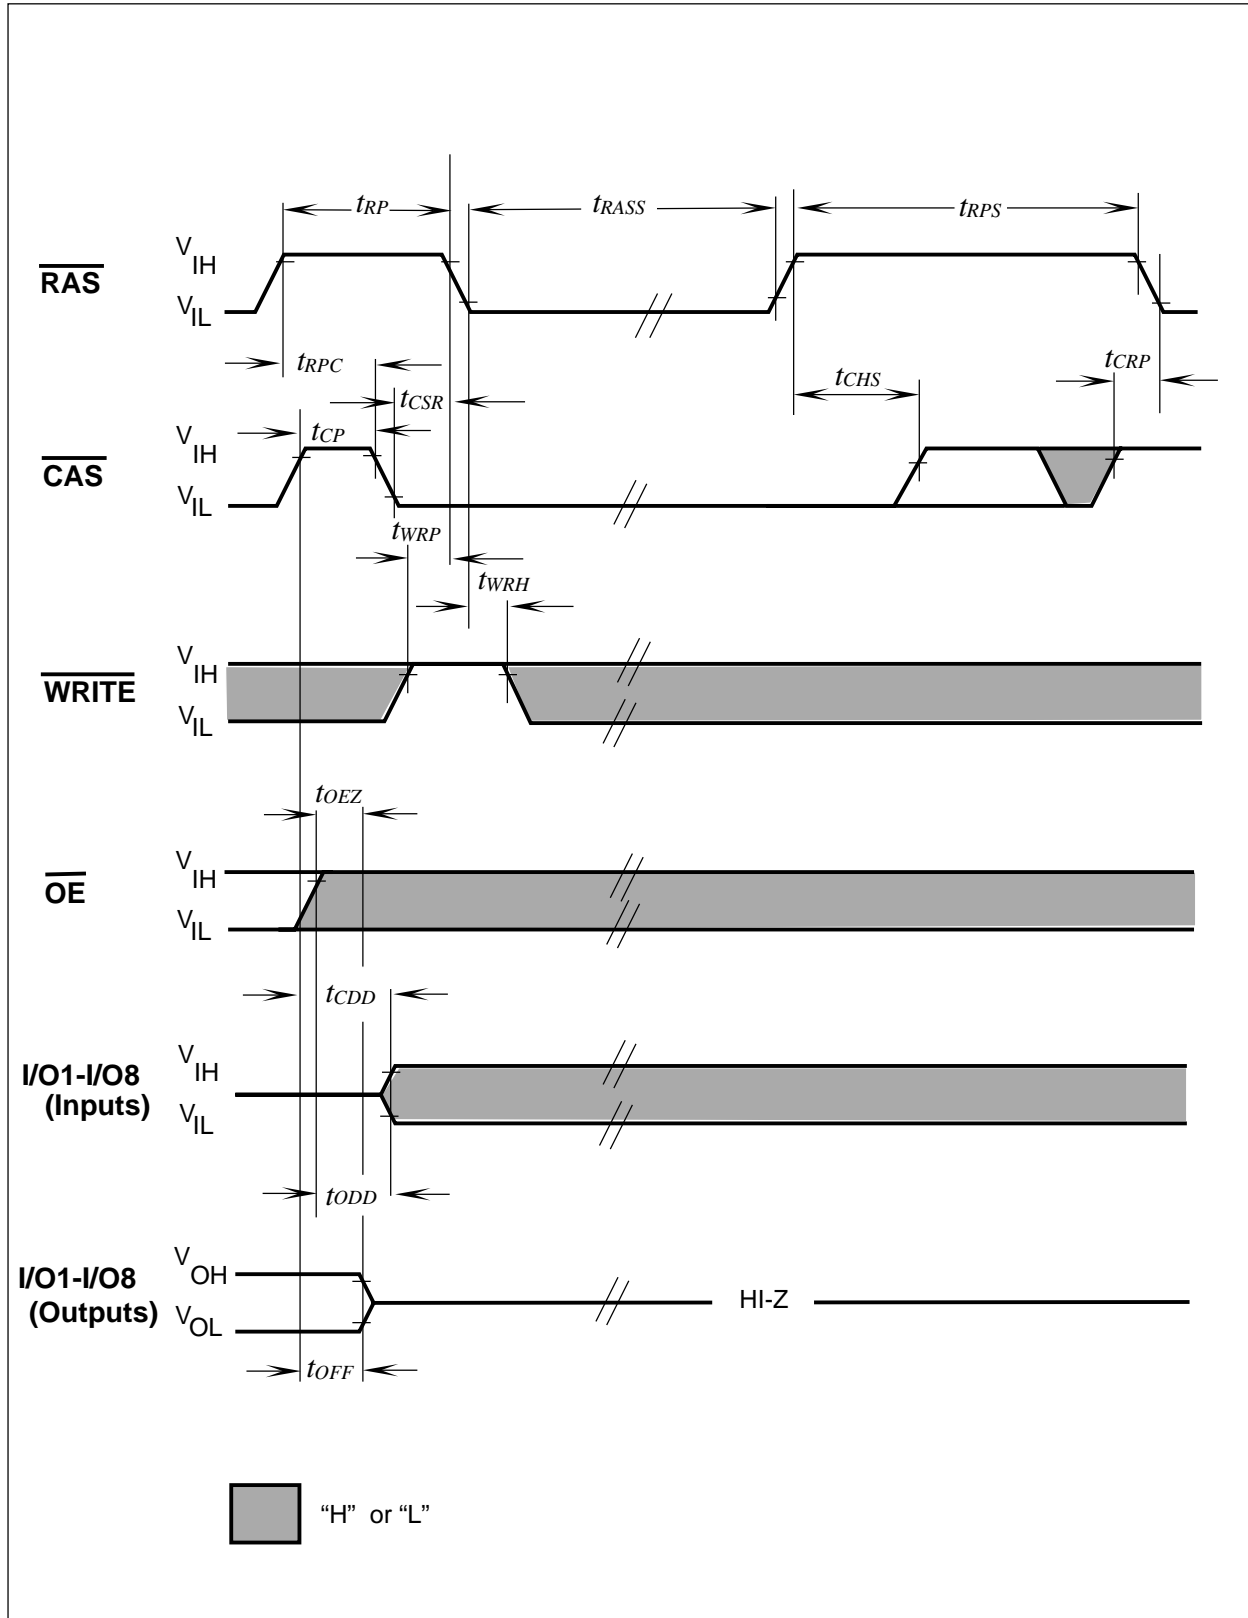 tRP
tRASS
tRPS
RAS
VIH
VIL
tRPC
tCSR
tCHS
tCRP
tCP
CAS
VIH
VIL
tWRP
tWRH
WRITE
VIH
VIL
tOEZ
OE
VIH
VIL
tCDD
I/O1-I/O8
(Inputs)
VIH
VIL
tODD
I/O1-I/O8
(Outputs)
VOH
VOL
HI-Z
tOFF
“H” or “L”